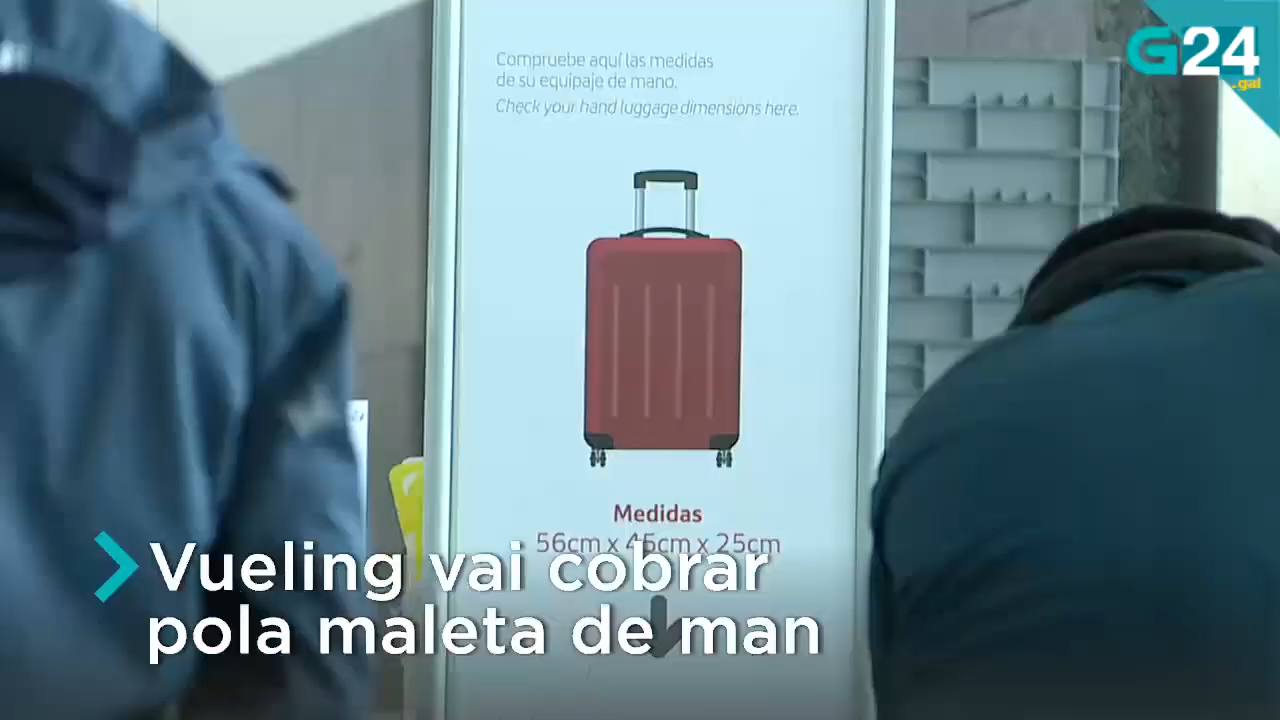 Compruebe aquí las medidas
de su equipaje de mano.
Check your hand luggage dimensions here.
G24
.gal
Medidas
56cm x 45cm x 25cm
Vueling vai cobrar
pola maleta de man